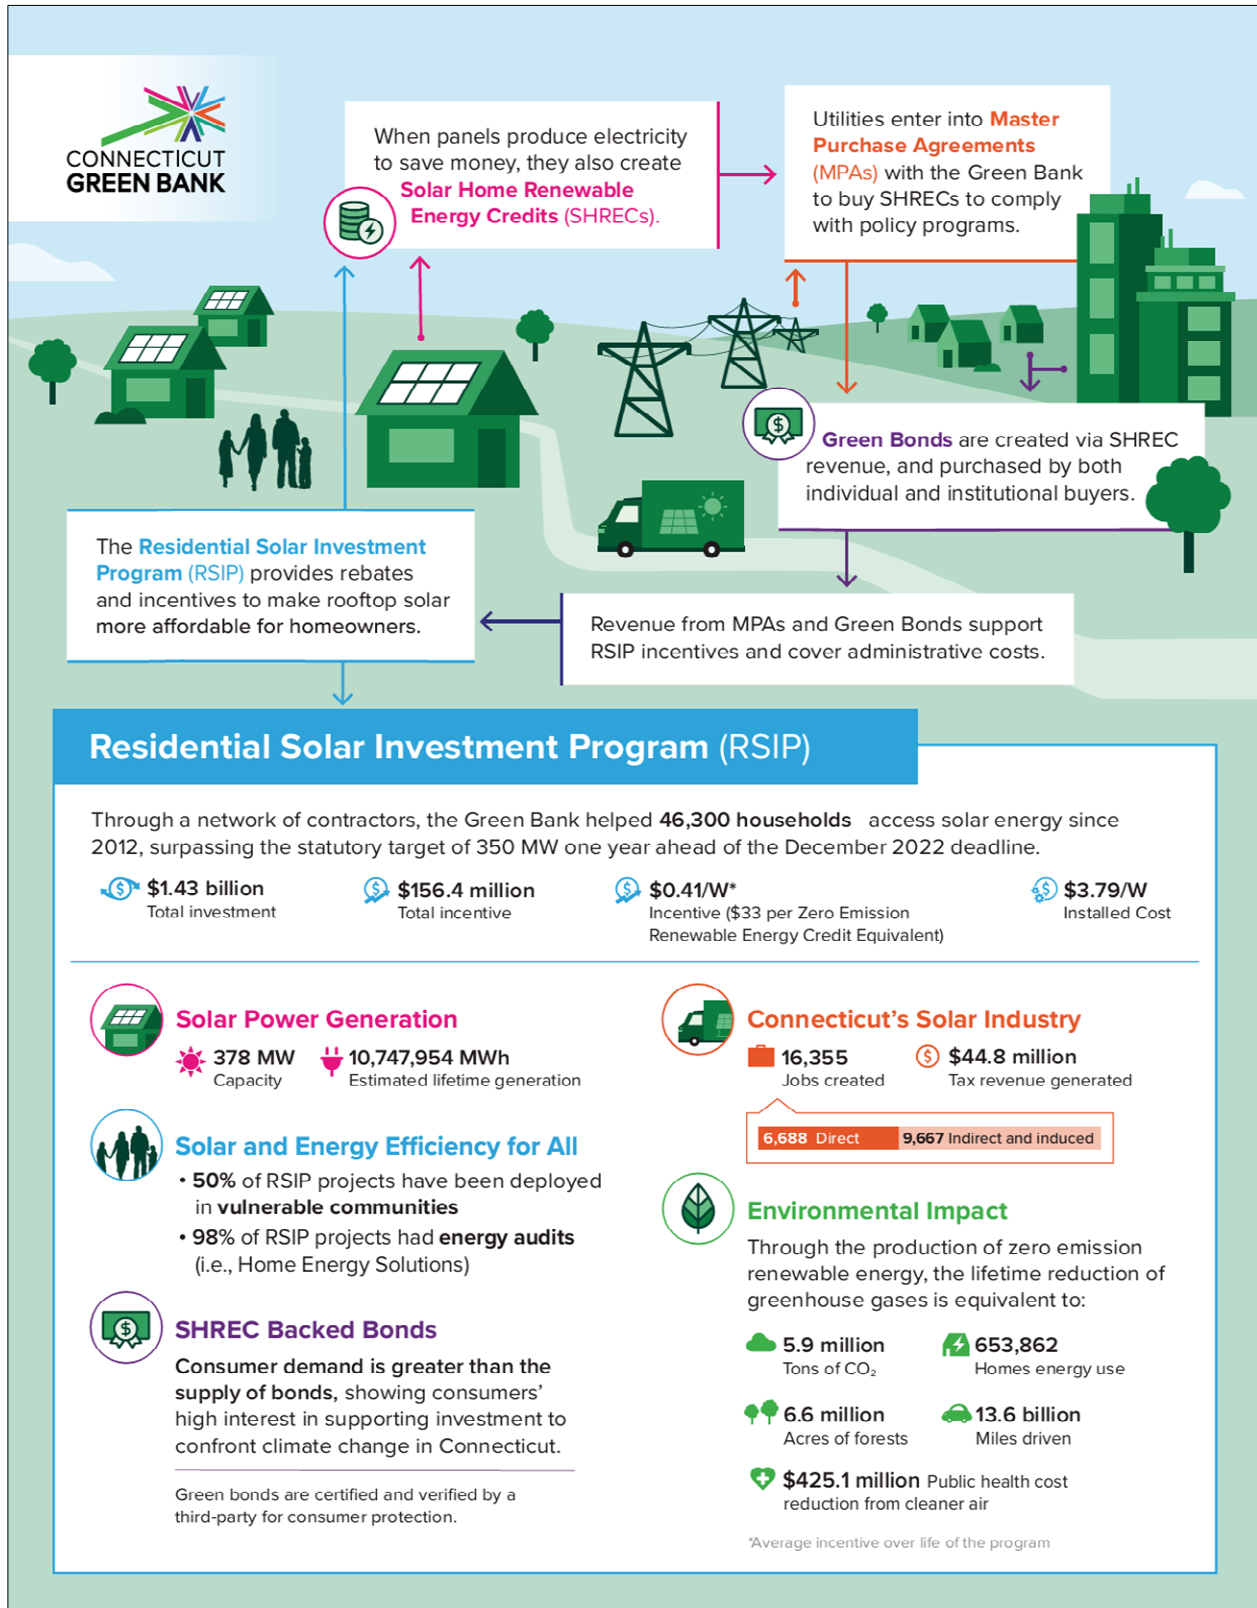 CONNECTICUT
GREEN BANK
When panels produce electricity
to save money, they also create
Solar Home Renewable
Energy Credits (SHRECs).
Utilities enter into Master
Purchase Agreements
(MPAs) with the Green Bank
to buy SHRECs to comply
with policy programs.
Green Bonds are created via SHREC
revenue, and purchased by both
individual and institutional buyers.
The Residential Solar Investment
Program (RSIP) provides rebates
and incentives to make rooftop solar
more affordable for homeowners.
Revenue from MPAs and Green Bonds support
RSIP incentives and cover administrative costs.
Residential Solar Investment Program (RSIP)
Through a network of contractors, the Green Bank helped 46,300 households access solar energy since
2012, surpassing the statutory target of 350 MW one year ahead of the December 2022 deadline.
$1.43 billion
Total investment
$156.4 million
Total incentive
$0.41/W*
Incentive ($33 per Zero Emission
Renewable Energy Credit Equivalent)
$3.79/W
Installed Cost
Solar Power Generation
378 MW
Capacity
10,747,954 MWh
Estimated lifetime generation
Solar and Energy Efficiency for All
• 50% of RSIP projects have been deployed
in vulnerable communities
• 98% of RSIP projects had energy audits
(i.e., Home Energy Solutions)
SHREC Backed Bonds
Consumer demand is greater than the
supply of bonds, showing consumers'
high interest in supporting investment to
confront climate change in Connecticut.
Green bonds are certified and verified by a
third-party for consumer protection.
Connecticut's Solar Industry
16,355
Jobs created
$44.8 million
Tax revenue generated
6,688 Direct
9,667 Indirect and induced
Environmental Impact
Through the production of zero emission
renewable energy, the lifetime reduction of
greenhouse gases is equivalent to:
5.9 million
Tons of CO₂
653,862
Homes energy use
6.6 million
Acres of forests
13.6 billion
Miles driven
$425.1 million Public health cost
reduction from cleaner air
*Average incentive over life of the program